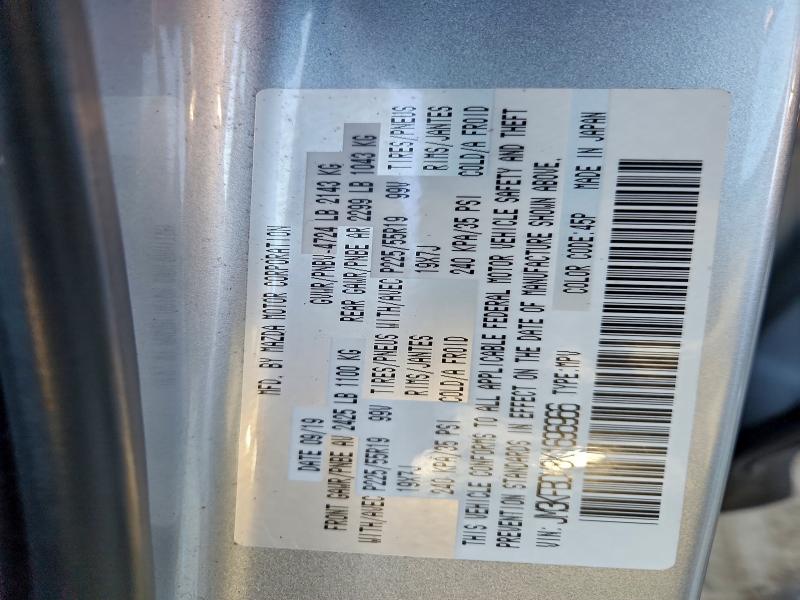 MFD. BY MAZDA MOTOR CORPORATION
DATE 09/19 GVWR/PNBV-4724 LB 2143 KG
FRONT GAWR/PNBE AV 2425 LB 1100 KG REAR GAWR/PNBE AR 2299 LB 1043 KG
WITH/AVEC P225/55R19 99V TIRES/PNEUS WITH/AVEC P225/55R19 99V TIRES/PNEUS
19X7J RIMS/JANTES 19X7J RIMS/JANTES
240 KPA/35 PSI COLD/A FROID 240 KPA/35 PSI COLD/A FROID
THIS VEHICLE CONFORMS TO ALL APPLICABLE FEDERAL MOTOR VEHICLE SAFETY AND THEFT
PREVENTION STANDARDS IN EFFECT ON THE DATE OF MANUFACTURE SHOWN ABOVE.
VIN: TYPE:MPV COLOR CODE:45P MADE IN JAPAN